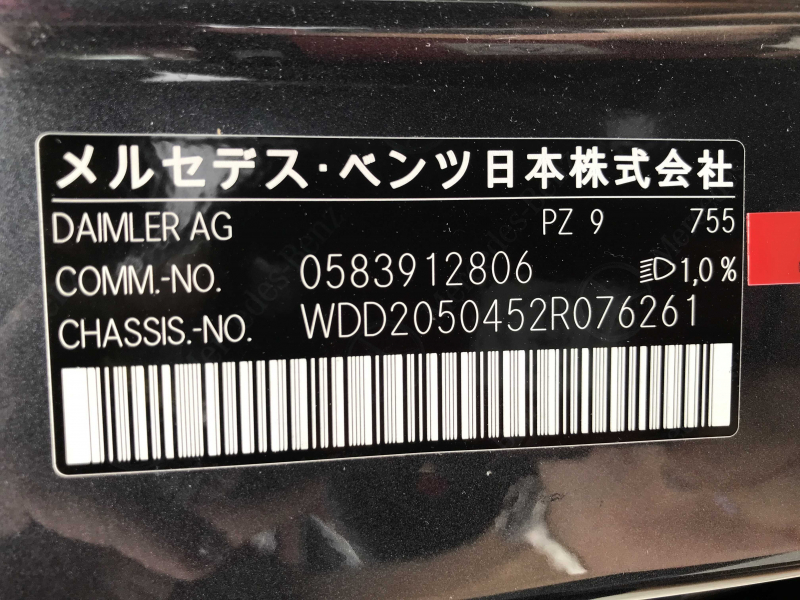 メルセデス・ベンツ日本株式会社
DAIMLER AG PZ 9 755
COMM.-NO. 0583912806 1,0 %
CHASSIS.-NO. WDD2050452R076261